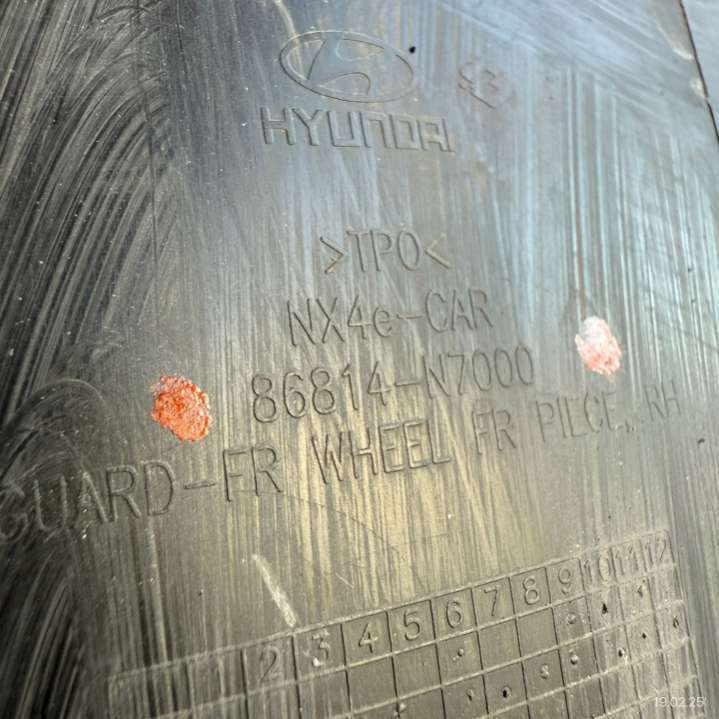 HYUNDAI
>TPO<
NX4e-CAR
86814-N7000
GUARD-FR WHEEL FR PIECE, RH
2 3 4 5 6 7 8 9 10 11 12
19.02.25